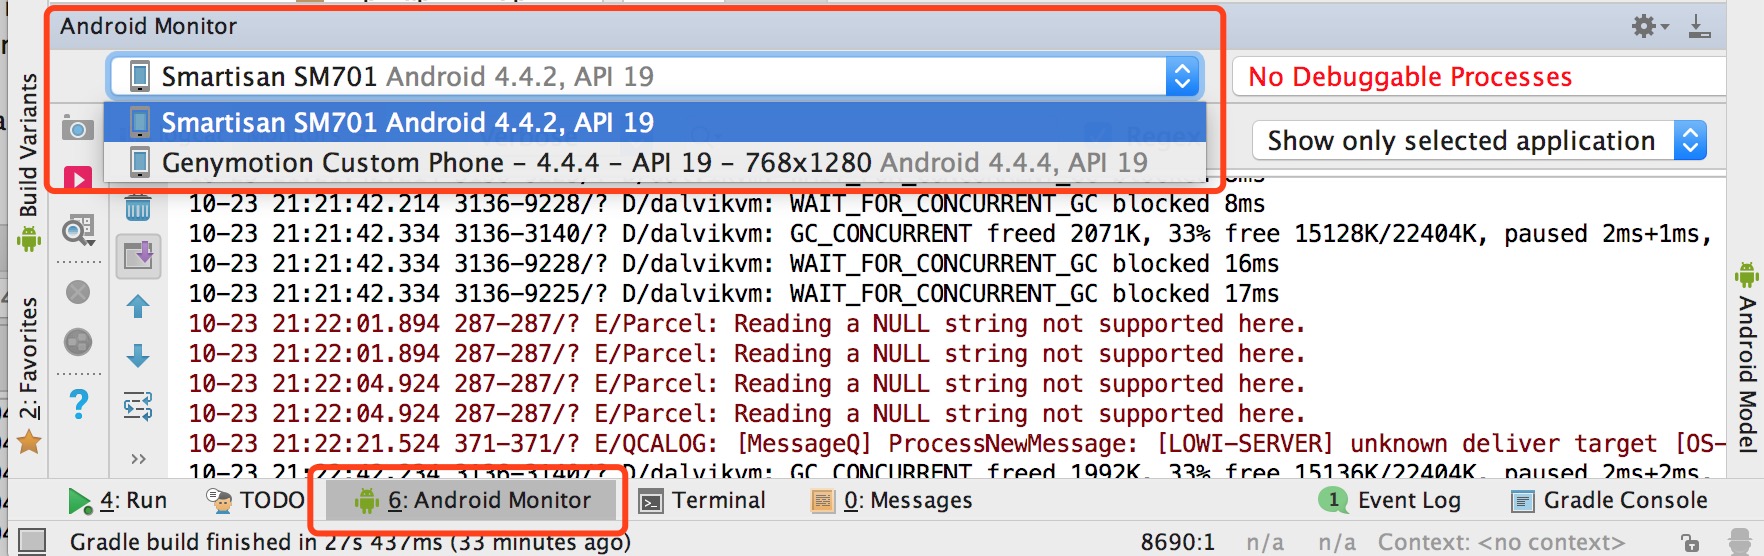 Android Monitor
Smartisan SM701 Android 4.4.2, API 19
No Debuggable Processes
Smartisan SM701 Android 4.4.2, API 19
Regex
Show only selected application
Genymotion Custom Phone – 4.4.4 – API 19 – 768x1280 Android 4.4.4, API 19
10-23 21:21:42.214 3136-9228/? D/dalvikvm: WAIT_FOR_CONCURRENT_GC blocked 8ms
10-23 21:21:42.334 3136-3140/? D/dalvikvm: GC_CONCURRENT freed 2071K, 33% free 15128K/22404K, paused 2ms+1ms,
10-23 21:21:42.334 3136-9228/? D/dalvikvm: WAIT_FOR_CONCURRENT_GC blocked 16ms
10-23 21:21:42.334 3136-9225/? D/dalvikvm: WAIT_FOR_CONCURRENT_GC blocked 17ms
10-23 21:22:01.894 287-287/? E/Parcel: Reading a NULL string not supported here.
10-23 21:22:01.894 287-287/? E/Parcel: Reading a NULL string not supported here.
10-23 21:22:04.924 287-287/? E/Parcel: Reading a NULL string not supported here.
10-23 21:22:04.924 287-287/? E/Parcel: Reading a NULL string not supported here.
10-23 21:22:21.524 371-371/? E/QCALOG: [MessageQ] ProcessNewMessage: [LOWI-SERVER] unknown deliver target [OS-
10-23 21:22:42.234 3136-3140/? D/dalvikvm: GC_CONCURRENT freed 1992K, 33% free 15136K/22404K, paused 2ms+2ms,
Build Variants
2: Favorites
Android Model
4: Run
TODO
6: Android Monitor
Terminal
0: Messages
1 Event Log
Gradle Console
Gradle build finished in 27s 437ms (33 minutes ago)
8690:1
n/a
n/a
Context: <no context>